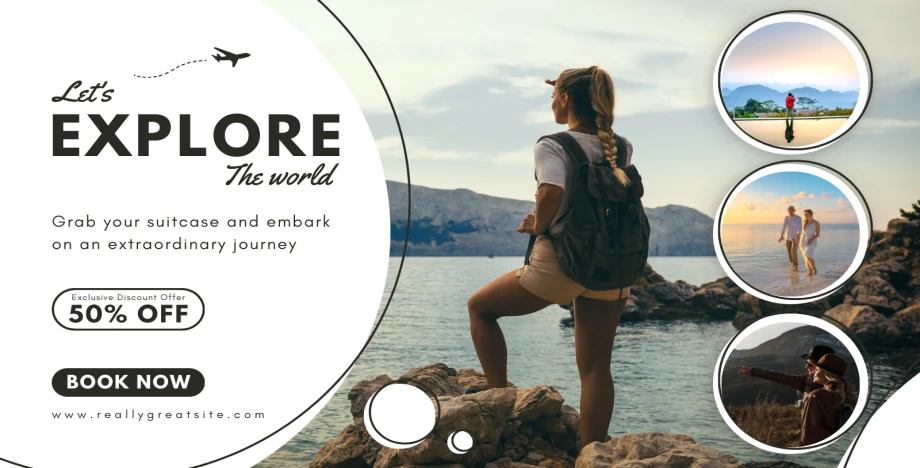 Let's
EXPLORE
The world
Grab your suitcase and embark
on an extraordinary journey
Exclusive Discount Offer
50% OFF
BOOK NOW
www.reallygreatsite.com